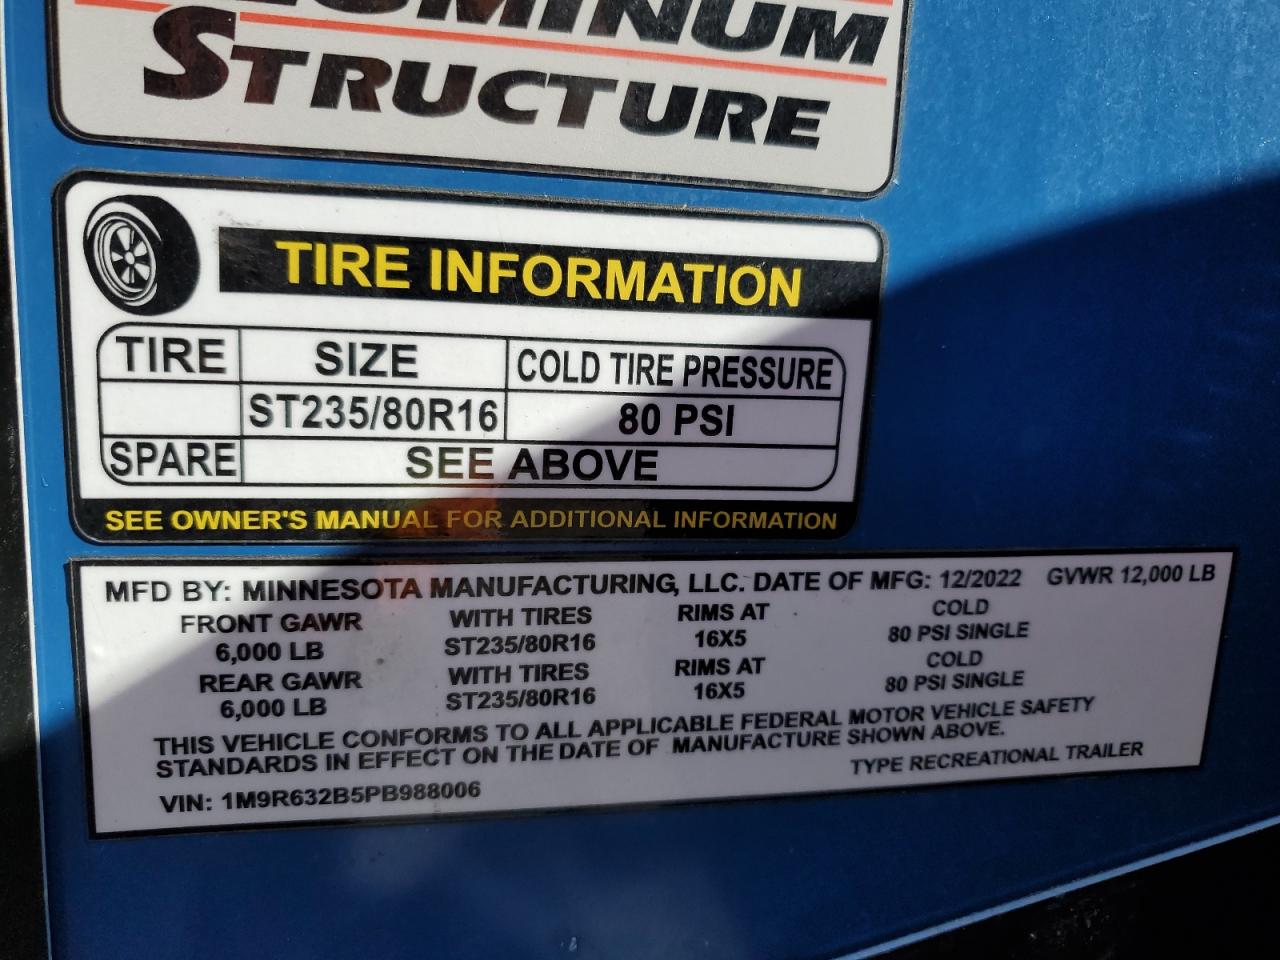 STRUCTURE
TIRE INFORMATION
TIRE SIZE COLD TIRE PRESSURE
ST235/80R16 80 PSI
SPARE SEE ABOVE
SEE OWNER'S MANUAL FOR ADDITIONAL INFORMATION
MFD BY: MINNESOTA MANUFACTURING, LLC. DATE OF MFG: 12/2022 GVWR 12,000 LB
FRONT GAWR WITH TIRES RIMS AT COLD
6,000 LB ST235/80R16 16X5 80 PSI SINGLE
REAR GAWR WITH TIRES RIMS AT COLD
6,000 LB ST235/80R16 16X5 80 PSI SINGLE
THIS VEHICLE CONFORMS TO ALL APPLICABLE FEDERAL MOTOR VEHICLE SAFETY
STANDARDS IN EFFECT ON THE DATE OF MANUFACTURE SHOWN ABOVE.
VIN: 1M9R632B5PB988006 TYPE RECREATIONAL TRAILER